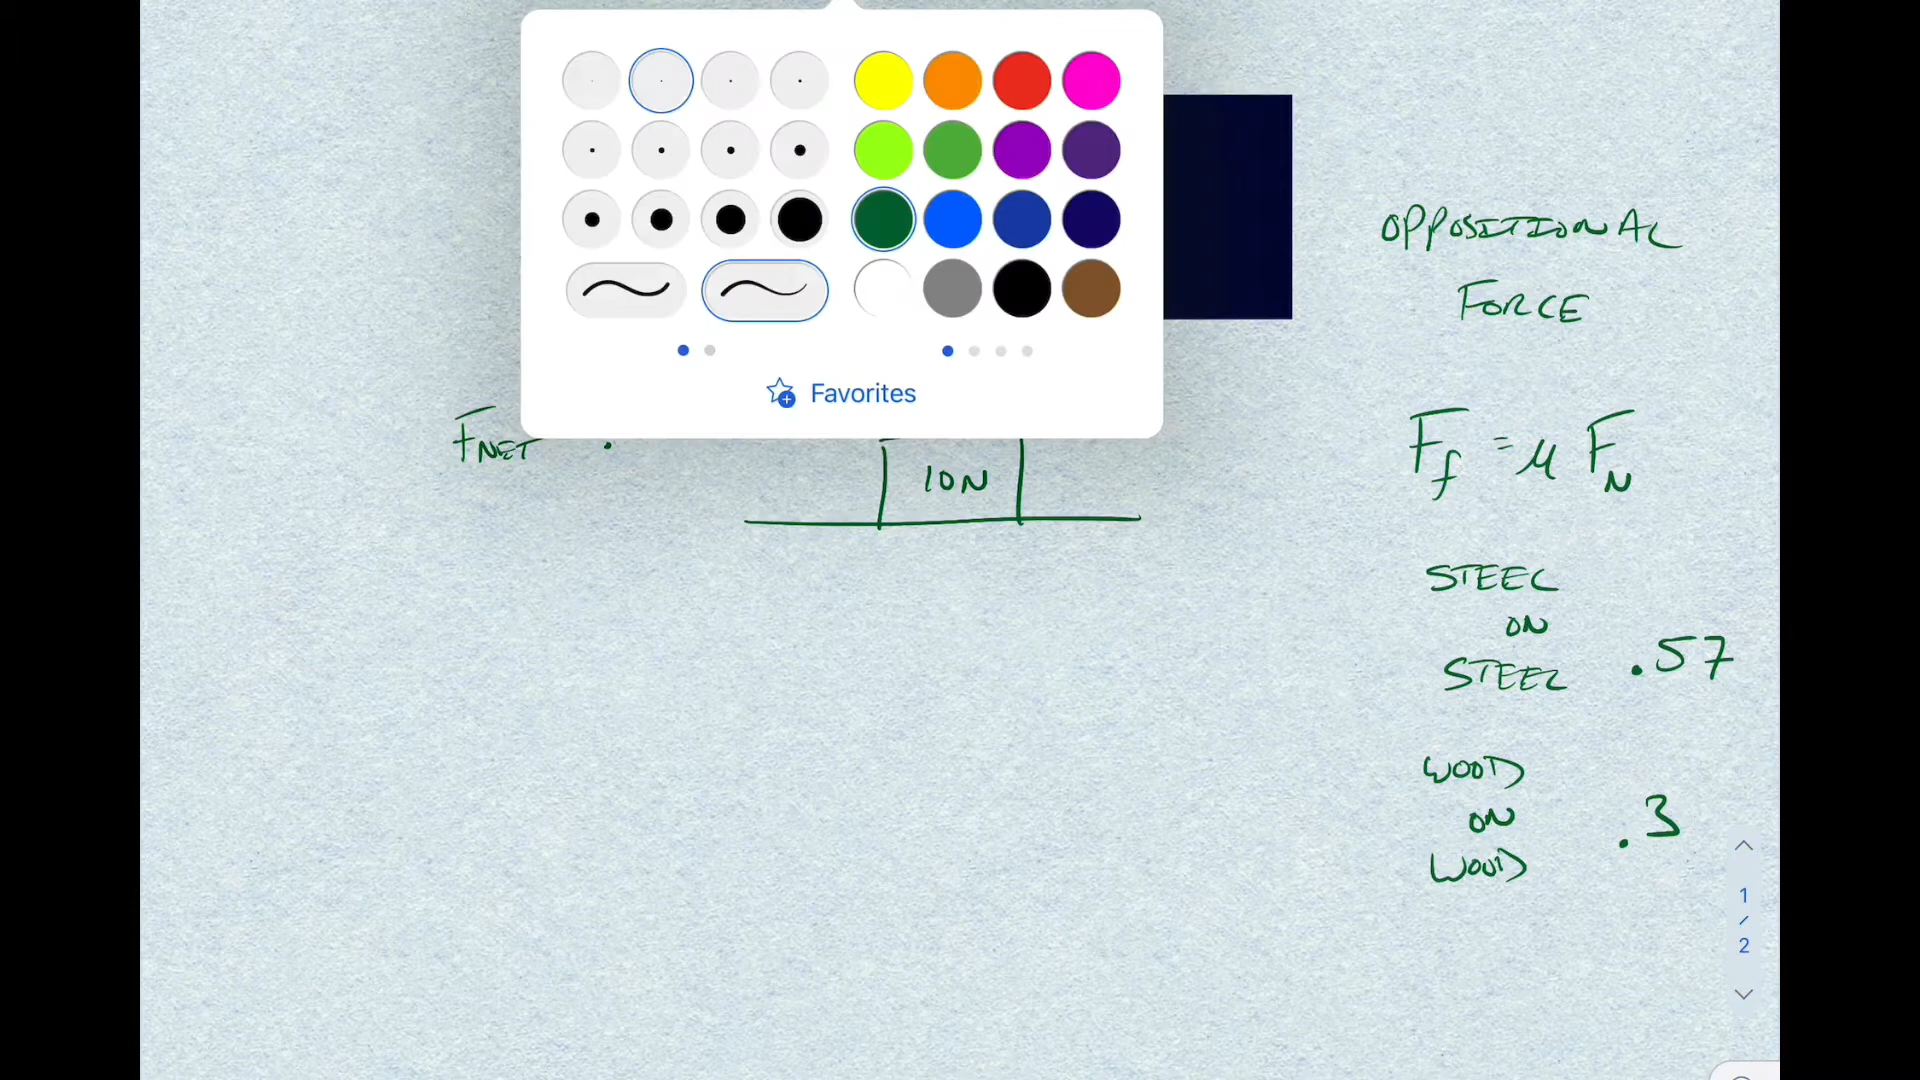 Favorites
OPPOSITIONAL
FORCE
FNET
10N
Ff = μ FN
STEEL
ON
STEEL .57
WOOD
ON
WOOD .3
1
/
2